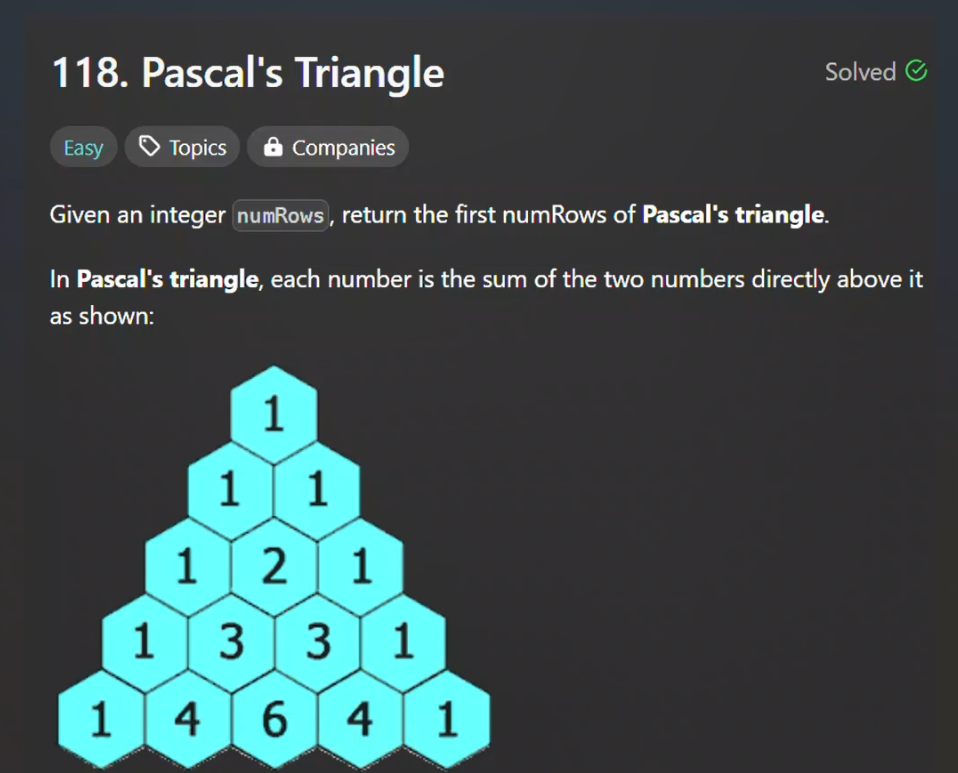 118. Pascal's Triangle
Solved
Easy
Topics
Companies
Given an integer numRows, return the first numRows of Pascal's triangle.
In Pascal's triangle, each number is the sum of the two numbers directly above it
as shown:
1
1 1
1 2 1
1 3 3 1
1 4 6 4 1